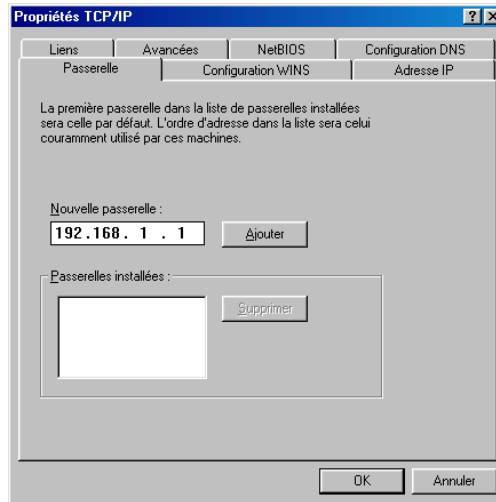 Propriétés TCP/IP
Liens Avancées NetBIOS Configuration DNS
Passerelle Configuration WINS Adresse IP
La première passerelle dans la liste de passerelles installées
sera celle par défaut. L'ordre d'adresse dans la liste sera celui
couramment utilisé par ces machines.
Nouvelle passerelle :
192.168. 1 . 1 Ajouter
Passerelles installées :
Supprimer
OK Annuler